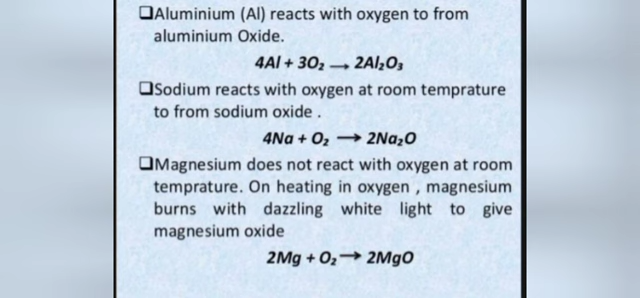 ❑Aluminium (Al) reacts with oxygen to from
aluminium Oxide.
4Al + 3O₂ → 2Al₂O₃
❑Sodium reacts with oxygen at room temprature
to from sodium oxide .
4Na + O₂ → 2Na₂O
❑Magnesium does not react with oxygen at room
temprature. On heating in oxygen , magnesium
burns with dazzling white light to give
magnesium oxide
2Mg + O₂→ 2MgO